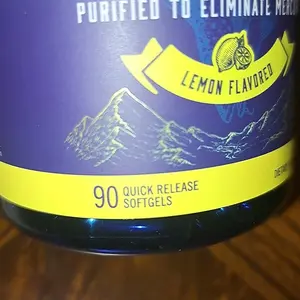 PURIFIED TO ELIMINATE
LEMON FLAVORED
90 QUICK RELEASE
SOFTGELS